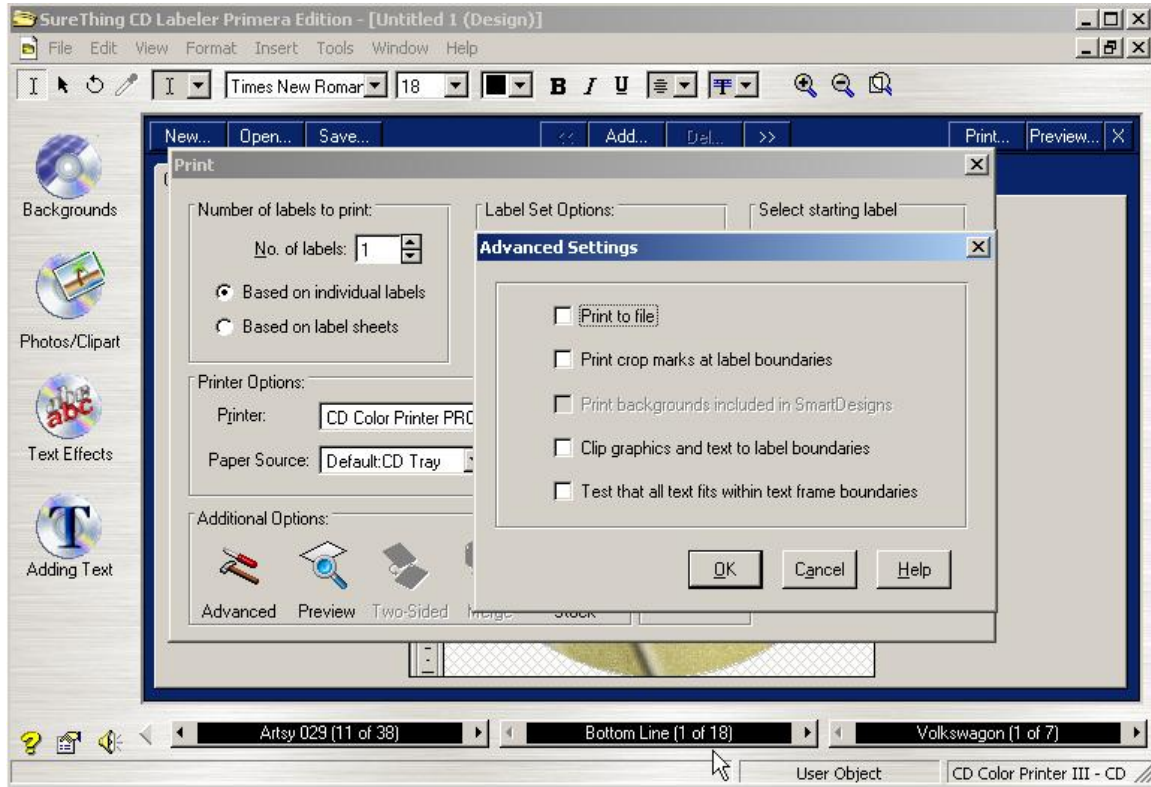 SureThing CD Labeler Primera Edition - [Untitled 1 (Design)]
File Edit View Format Insert Tools Window Help
Times New Roman 18 B I U
New... Open... Save... << Add... Del... >> Print... Preview... X
Print
Backgrounds
Number of labels to print: Label Set Options: Select starting label
No. of labels: 1
Advanced Settings
Based on individual labels
Print to file
Based on label sheets
Photos/Clipart
Print crop marks at label boundaries
Printer Options:
Print backgrounds included in SmartDesigns
Printer: CD Color Printer PRO
abc
Clip graphics and text to label boundaries
Text Effects
Paper Source: Default:CD Tray
Test that all text fits within text frame boundaries
Additional Options:
T
Adding Text
OK Cancel Help
Advanced Preview Two-Sided Merge Stock
Artsy 029 (11 of 38) Bottom Line (1 of 18) Volkswagon (1 of 7)
User Object CD Color Printer III - CD